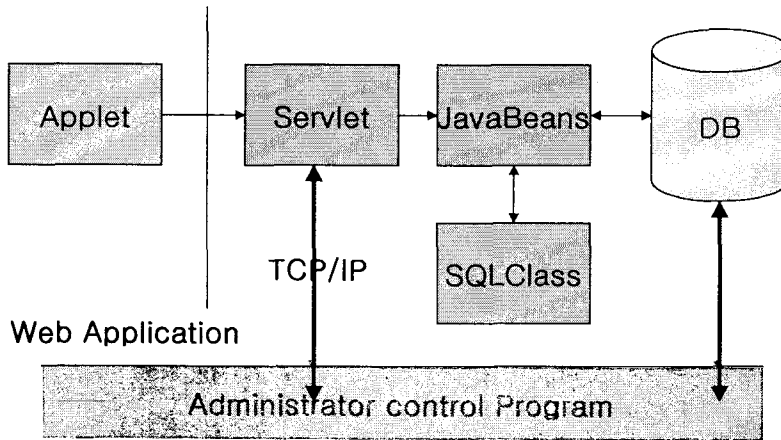 Applet
Servlet
JavaBeans
DB
TCP/IP
SQLClass
Web Application
Administrator control Program